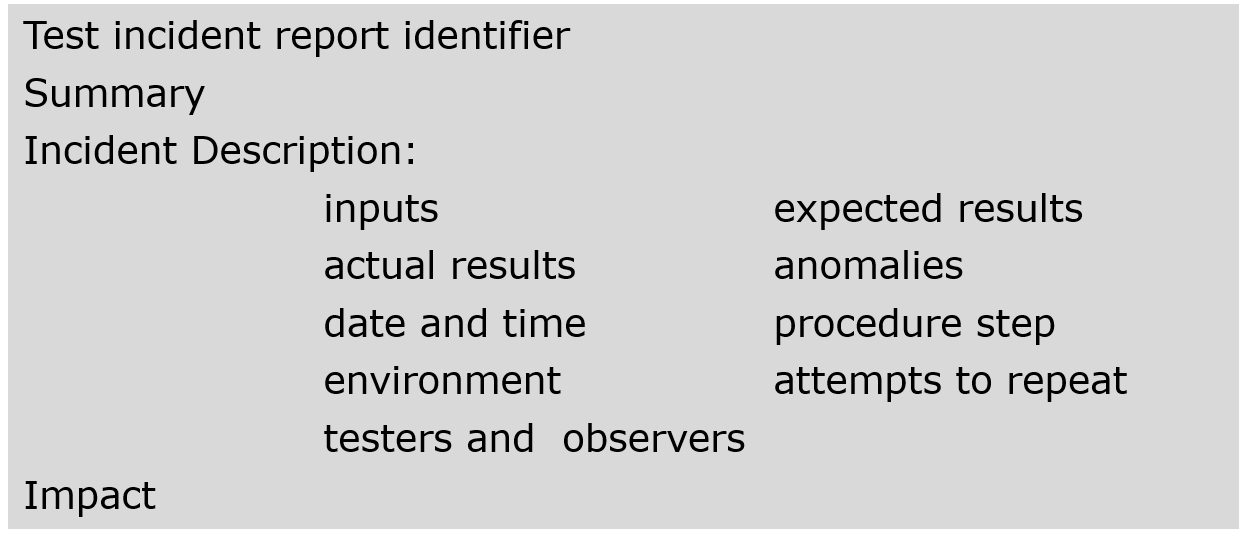 Test incident report identifier
Summary
Incident Description:
inputs expected results
actual results anomalies
date and time procedure step
environment attempts to repeat
testers and observers
Impact